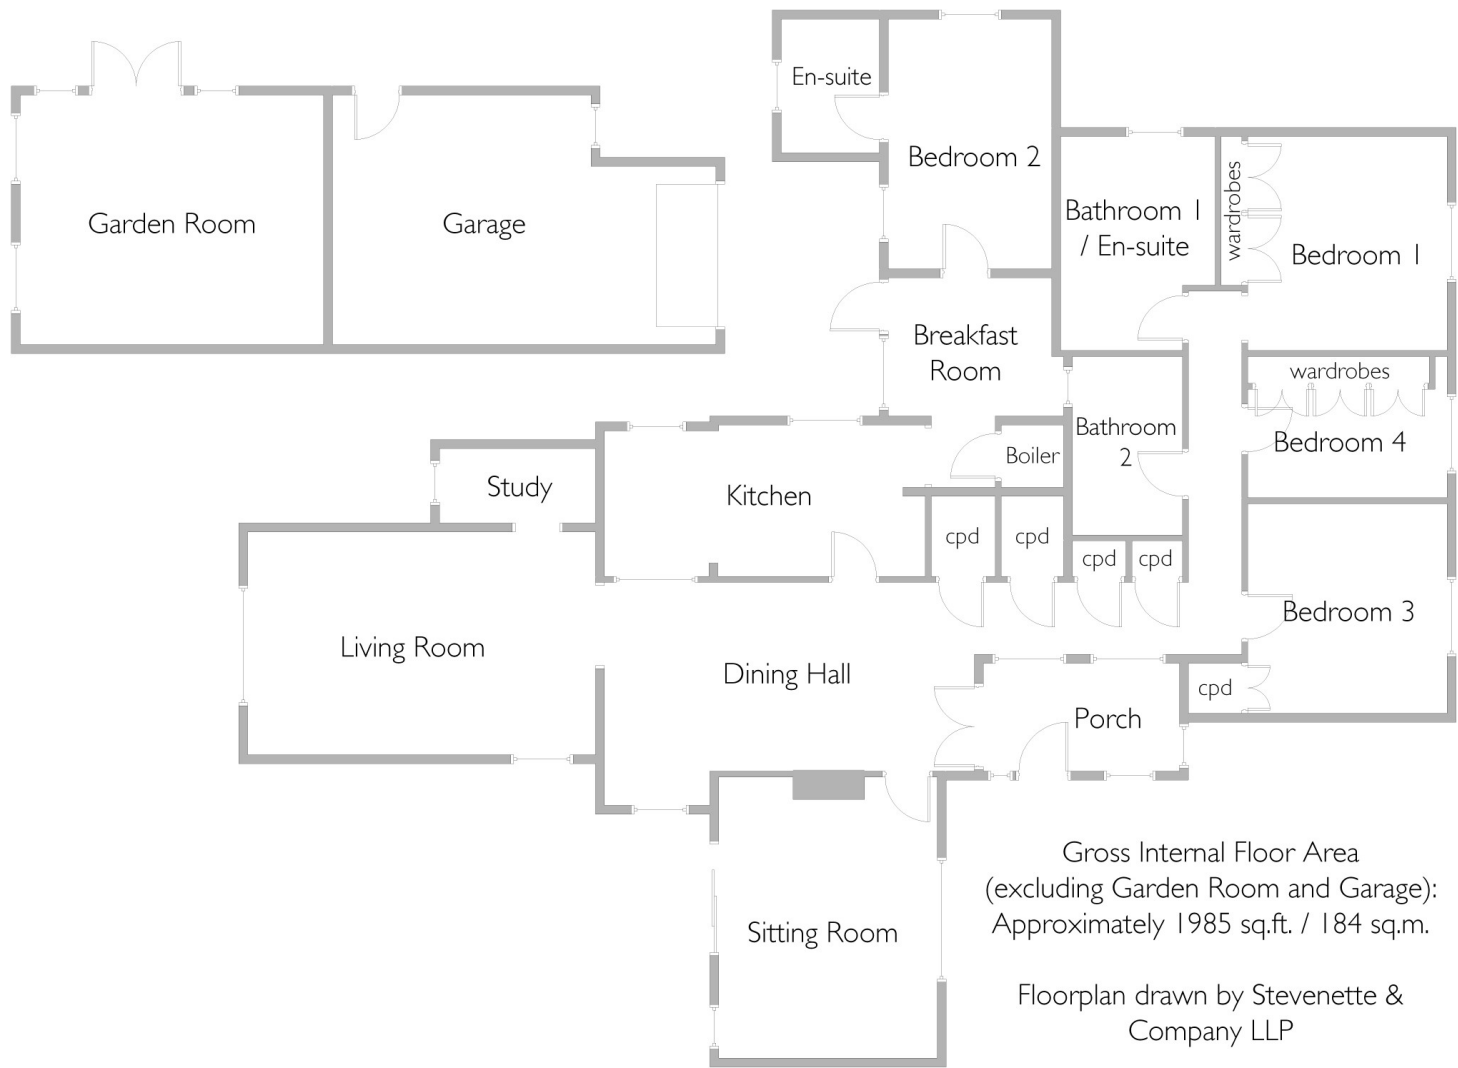 En-suite
Bedroom 2
Garden Room
Garage
Bathroom 1
/ En-suite
wardrobes
Bedroom 1
Breakfast
Room
wardrobes
Bathroom
2
Bedroom 4
Boiler
Study
Kitchen
cpd
cpd
cpd
cpd
Bedroom 3
Living Room
Dining Hall
cpd
Porch
Sitting Room
Gross Internal Floor Area
(excluding Garden Room and Garage):
Approximately 1985 sq.ft. / 184 sq.m.
Floorplan drawn by Stevenette &
Company LLP